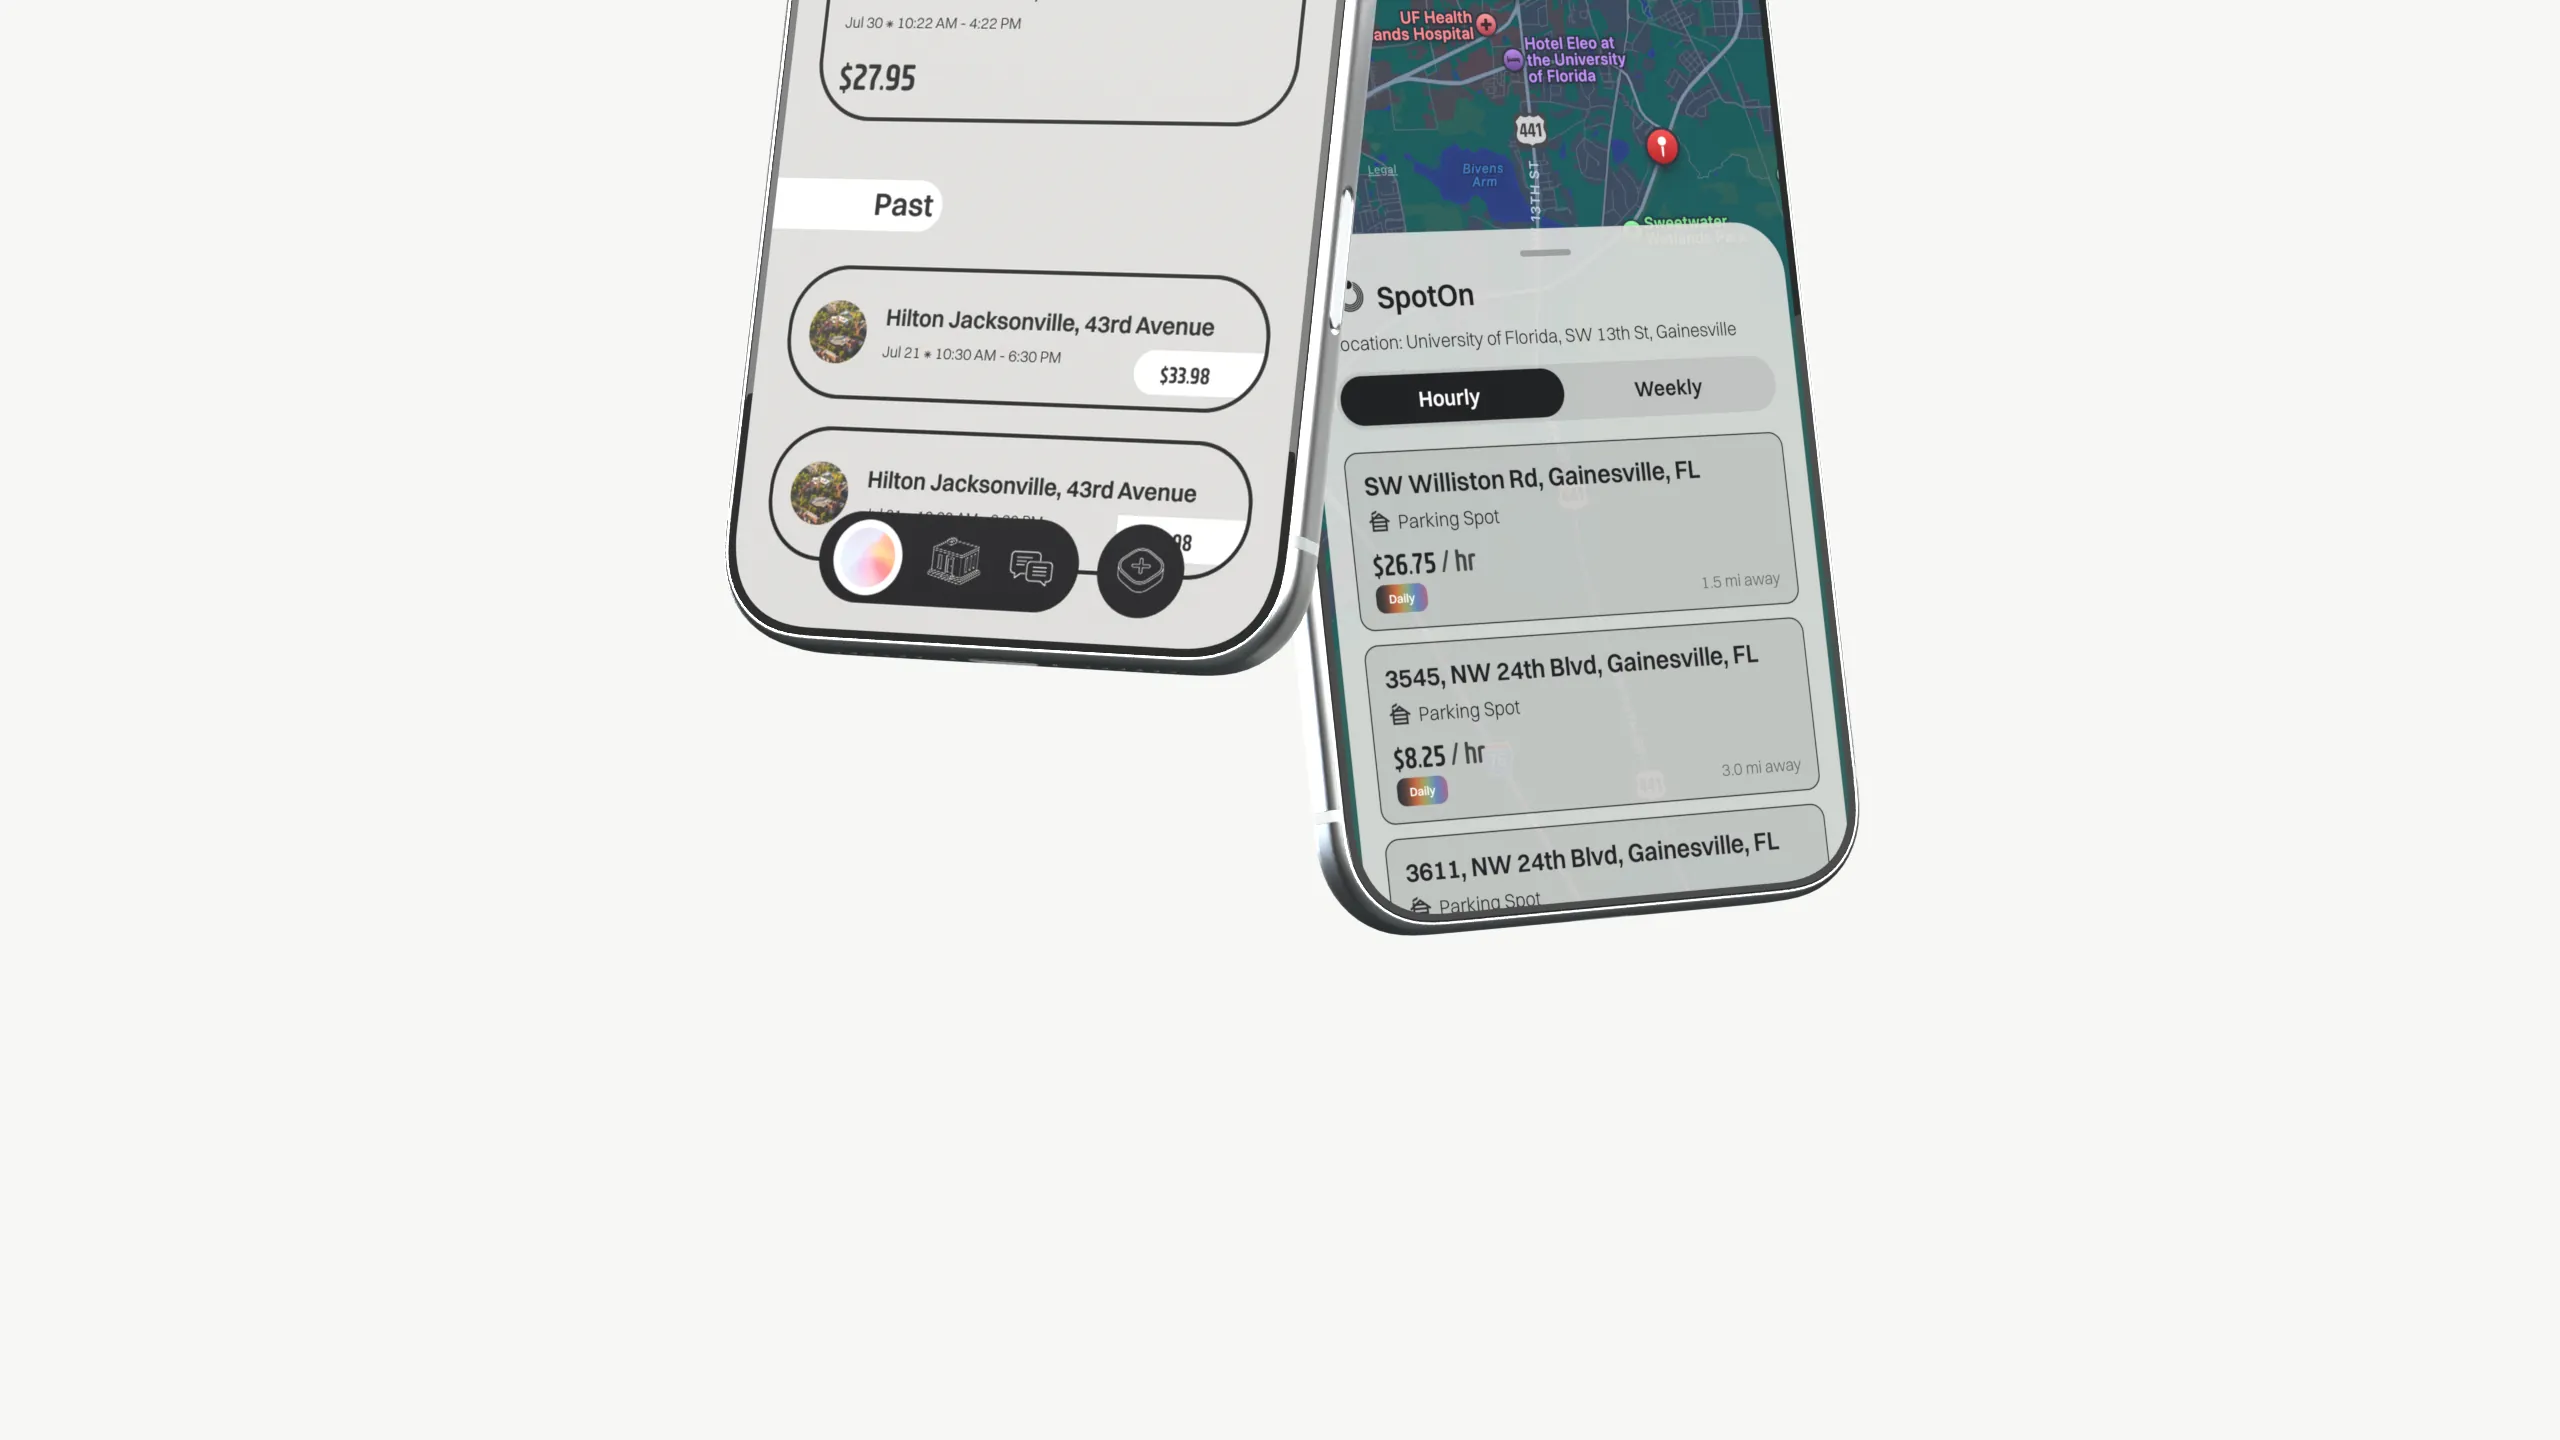 Jul 30 • 10:22 AM - 4:22 PM
$27.95
Past
Hilton Jacksonville, 43rd Avenue
Jul 21 • 10:30 AM - 6:30 PM
$33.98
Hilton Jacksonville, 43rd Avenue
98
UF Health
ands Hospital
Hotel Eleo at
the University
of Florida
441
Legal
Bivens
Arm
13TH ST
Sweetwater
Wetlands Park
SpotOn
ocation: University of Florida, SW 13th St, Gainesville
Hourly
Weekly
SW Williston Rd, Gainesville, FL
Parking Spot
$26.75 / hr
Daily
1.5 mi away
3545, NW 24th Blvd, Gainesville, FL
Parking Spot
$8.25 / hr
Daily
3.0 mi away
441
3611, NW 24th Blvd, Gainesville, FL
Parking Spot